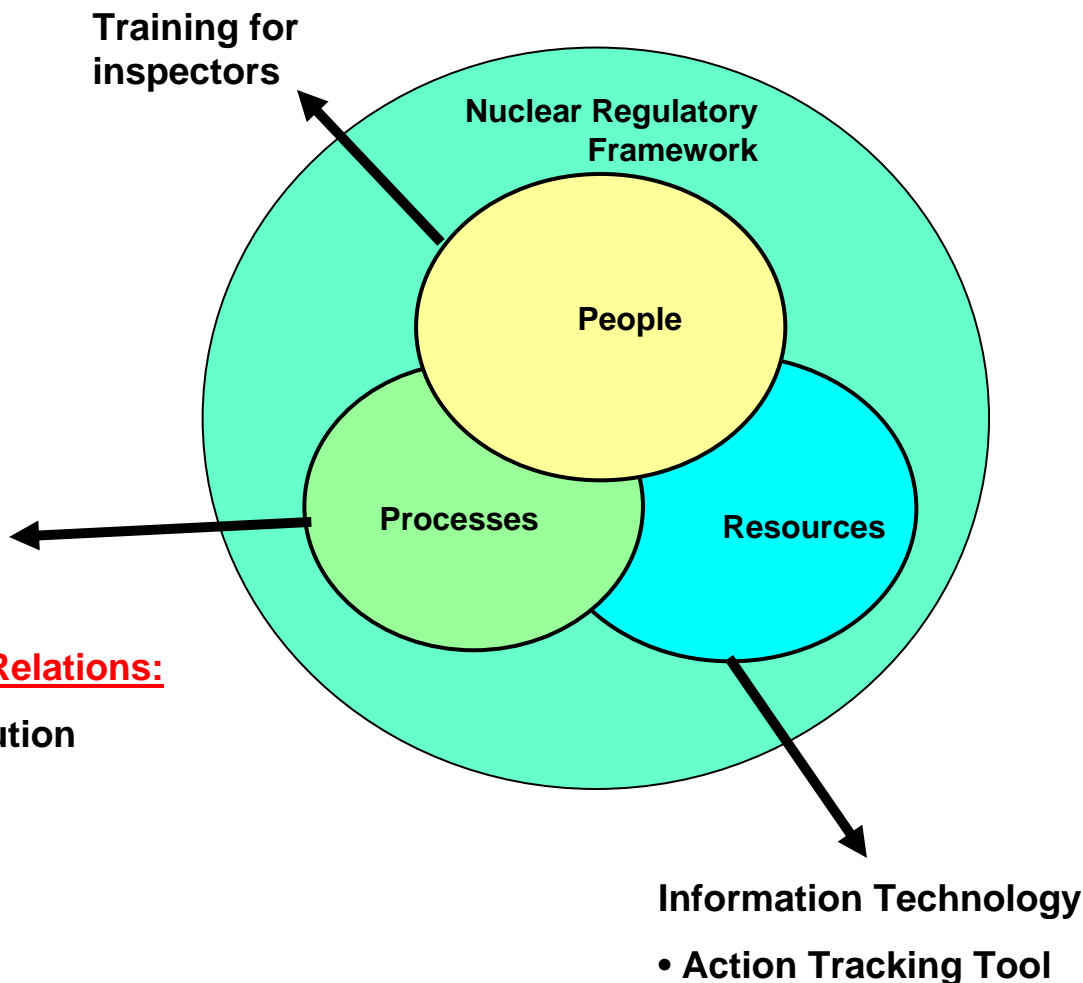 Training for
inspectors
Nuclear Regulatory
Framework
People
Processes
Resources
Relations:
ution
Information Technology
• Action Tracking Tool